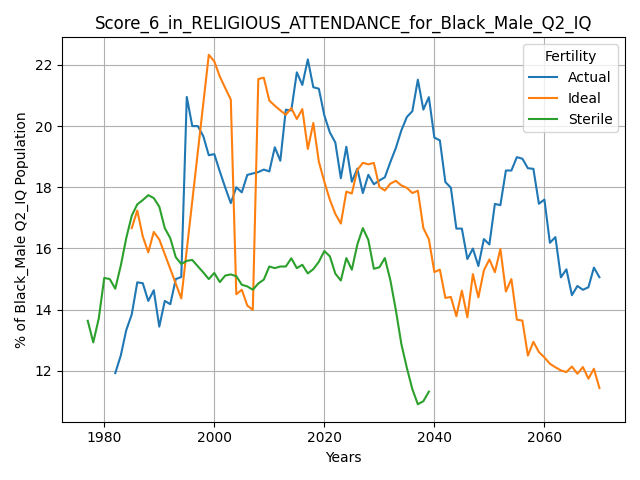 Score_6_in_RELIGIOUS_ATTENDANCE_for_Black_Male_Q2_IQ
Fertility
Actual
Ideal
Sterile
% of Black_Male Q2_IQ Population
22
20
18
16
14
12
1980
2000
2020
2040
2060
Years